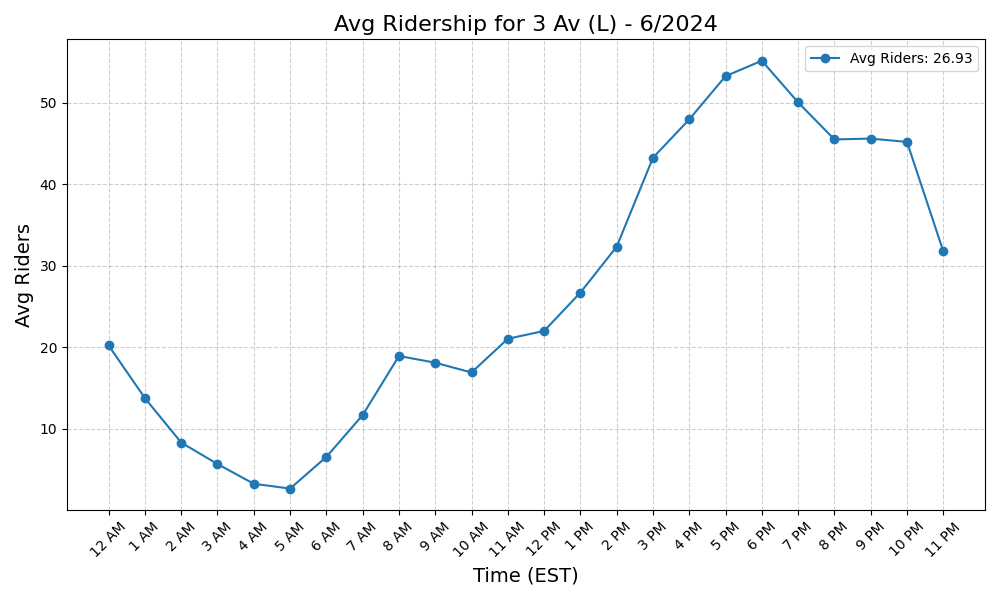 Avg Ridership for 3 Av (L) - 6/2024
Avg Riders: 26.93
Avg Riders
50
40
30
20
10
12 AM
1 AM
2 AM
3 AM
4 AM
5 AM
6 AM
7 AM
8 AM
9 AM
10 AM
11 AM
12 PM
1 PM
2 PM
3 PM
4 PM
5 PM
6 PM
7 PM
8 PM
9 PM
10 PM
11 PM
Time (EST)